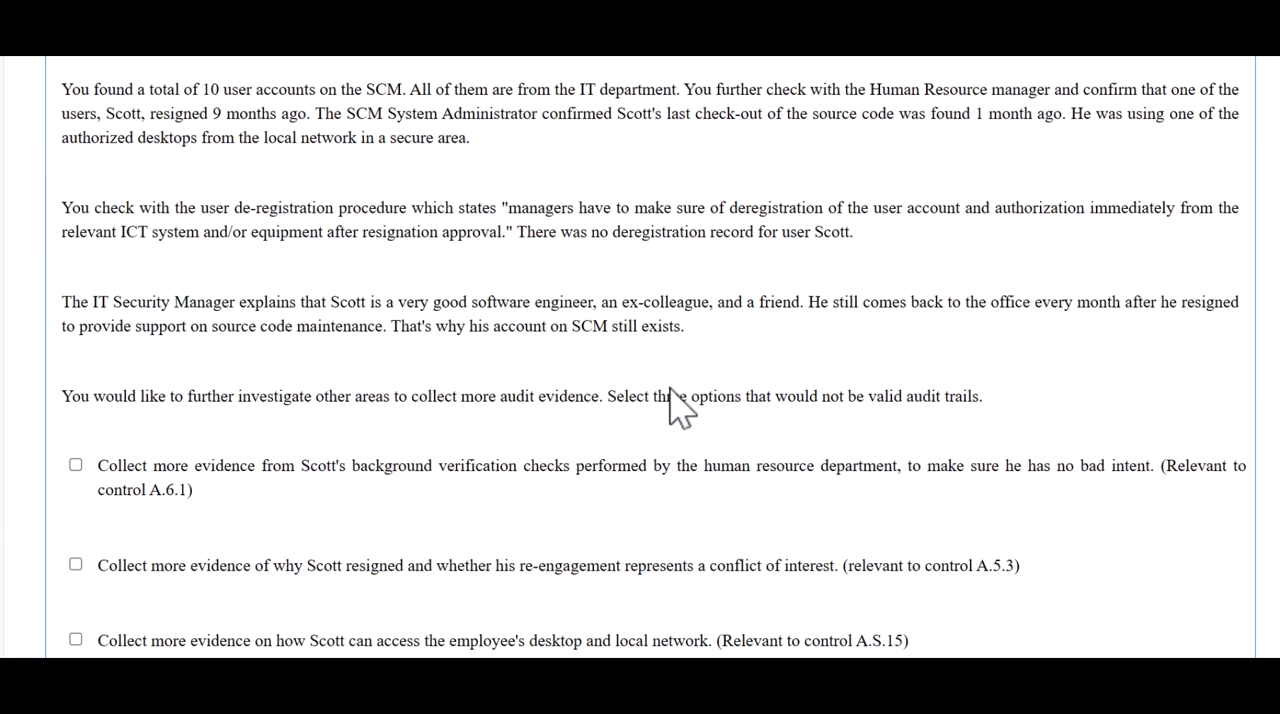 You found a total of 10 user accounts on the SCM. All of them are from the IT department. You further check with the Human Resource manager and confirm that one of the
users, Scott, resigned 9 months ago. The SCM System Administrator confirmed Scott's last check-out of the source code was found 1 month ago. He was using one of the
authorized desktops from the local network in a secure area.
You check with the user de-registration procedure which states "managers have to make sure of deregistration of the user account and authorization immediately from the
relevant ICT system and/or equipment after resignation approval." There was no deregistration record for user Scott.
The IT Security Manager explains that Scott is a very good software engineer, an ex-colleague, and a friend. He still comes back to the office every month after he resigned
to provide support on source code maintenance. That's why his account on SCM still exists.
You would like to further investigate other areas to collect more audit evidence. Select options that would not be valid audit trails.
Collect more evidence from Scott's background verification checks performed by the human resource department, to make sure he has no bad intent. (Relevant to
control A.6.1)
Collect more evidence of why Scott resigned and whether his re-engagement represents a conflict of interest. (relevant to control A.5.3)
Collect more evidence on how Scott can access the employee's desktop and local network. (Relevant to control A.S.15)